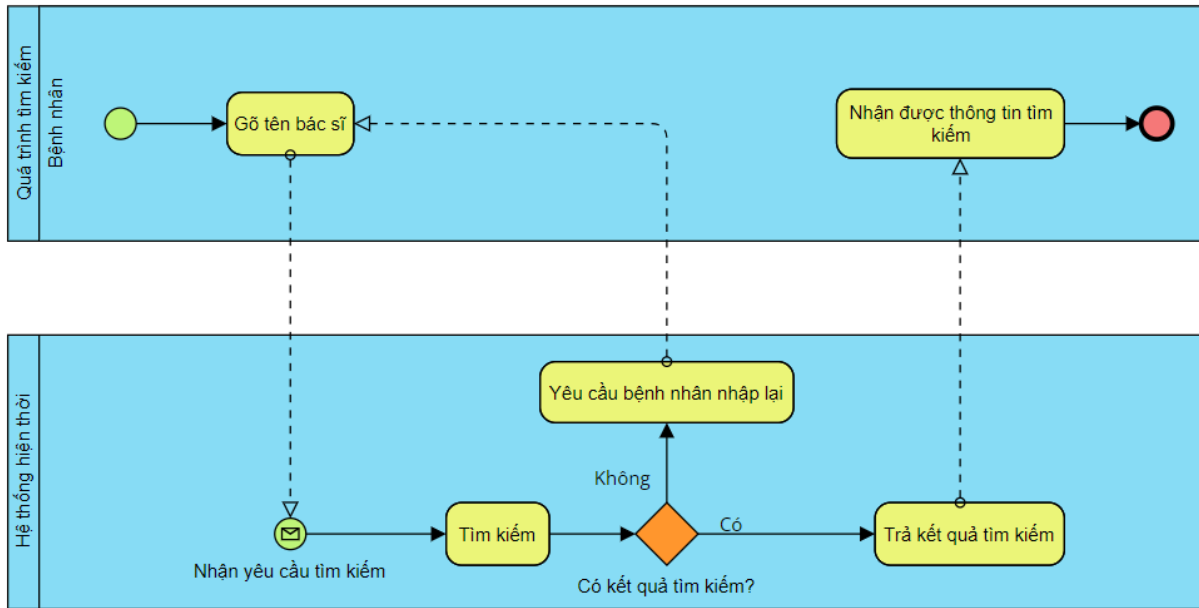 Quá trình tìm kiếm
Bệnh nhân
Gõ tên bác sĩ
Nhận được thông tin tìm
kiếm
Hệ thống hiện thời
Yêu cầu bệnh nhân nhập lại
Không
Nhận yêu cầu tìm kiếm
Tìm kiếm
Có
Có kết quả tìm kiếm?
Trả kết quả tìm kiếm